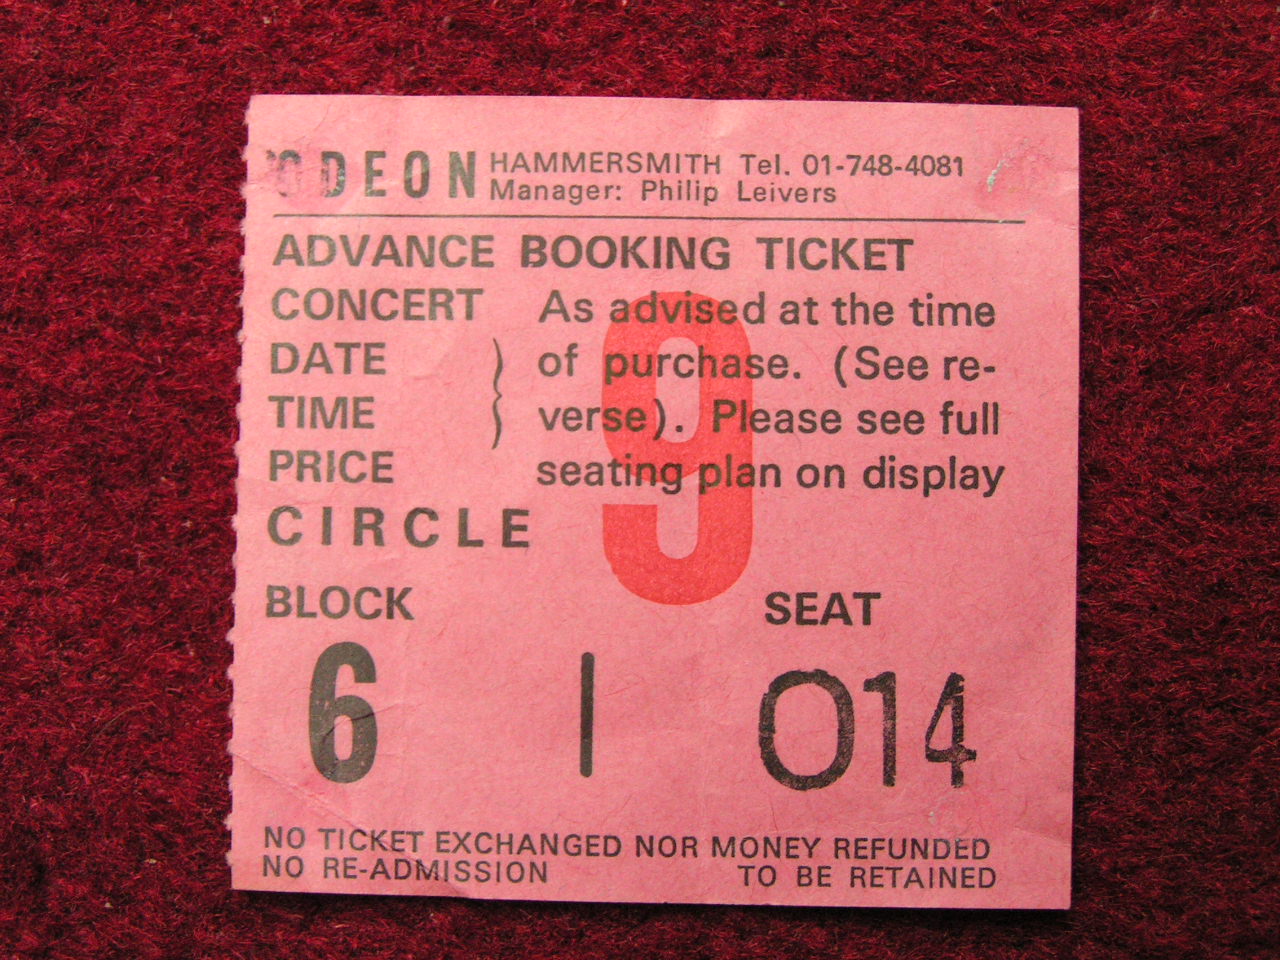 ODEON HAMMERSMITH Tel. 01-748-4081
Manager: Philip Leivers
ADVANCE BOOKING TICKET
CONCERT As advised at the time
DATE of purchase. (See re-
TIME verse). Please see full
PRICE seating plan on display
9
CIRCLE
BLOCK SEAT
6 | O14
NO TICKET EXCHANGED NOR MONEY REFUNDED
NO RE-ADMISSION TO BE RETAINED